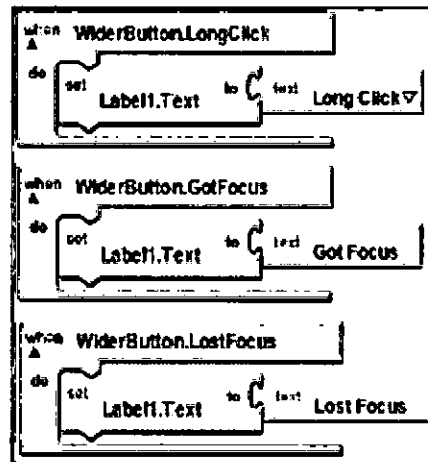 when WiderButton.LongClick
do set Label1.Text to text Long Click
when WiderButton.GotFocus
do set Label1.Text to text Got Focus
when WiderButton.LostFocus
do set Label1.Text to text Lost Focus